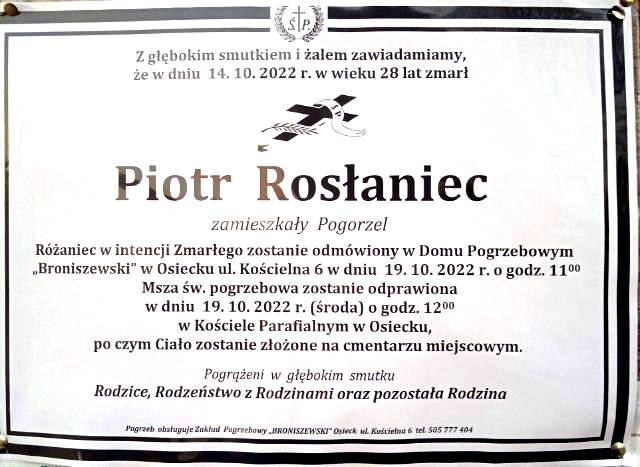 Ś. P.
Z głębokim smutkiem i żalem zawiadamiamy,
że w dniu 14. 10. 2022 r. w wieku 28 lat zmarł
Ś P
Piotr Rosłaniec
zamieszkały Pogorzel
Różaniec w intencji Zmarłego zostanie odmówiony w Domu Pogrzebowym
„Broniszewski" w Osiecku ul. Kościelna 6 w dniu 19. 10. 2022 r. o godz. 11⁰⁰
Msza św. pogrzebowa zostanie odprawiona
w dniu 19. 10. 2022 r. (środa) o godz. 12⁰⁰
w Kościele Parafialnym w Osiecku,
po czym Ciało zostanie złożone na cmentarzu miejscowym.
Pogrążeni w głębokim smutku
Rodzice, Rodzeństwo z Rodzinami oraz pozostała Rodzina
Pogrzeb obsługuje Zakład Pogrzebowy „BRONISZEWSKI" Osieck ul. Kościelna 6 tel. 505 777 404